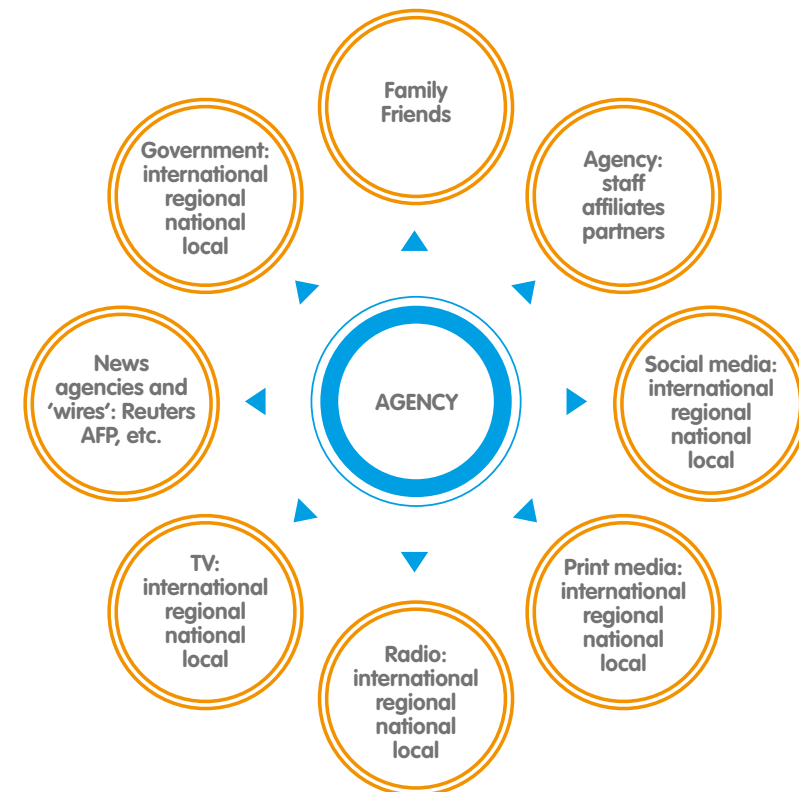 Family
Friends
Agency:
staff
affiliates
partners
Social media:
international
regional
national
local
Print media:
international
regional
national
local
Radio:
international
regional
national
local
TV:
international
regional
national
local
News
agencies and
‘wires’: Reuters
AFP, etc.
Government:
international
regional
national
local
AGENCY